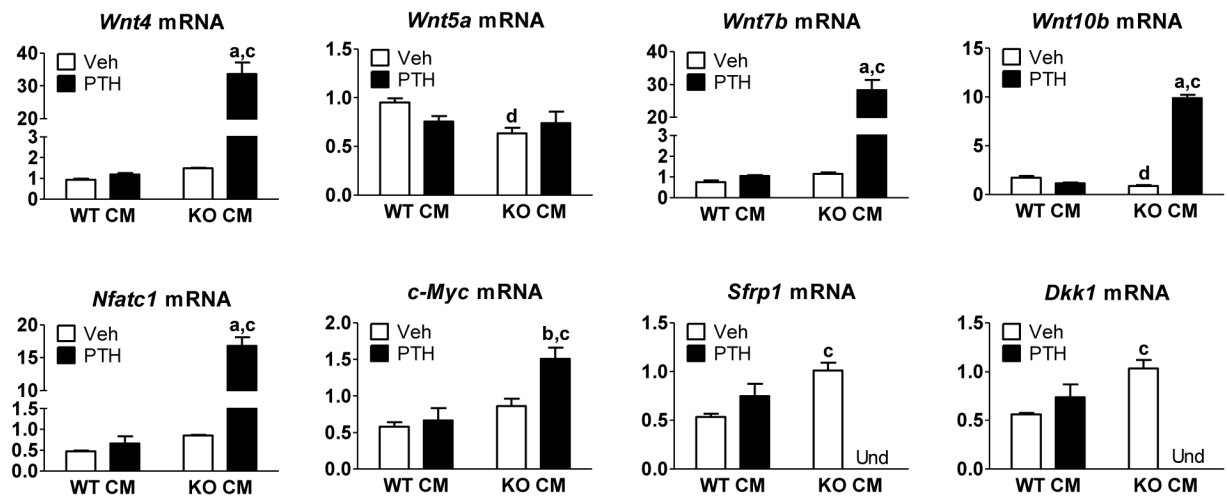 Wnt4 mRNA
40
30
20
3
2
1
0
Veh
PTH
a,c
WT CM
KO CM
Wnt5a mRNA
1.5
1.0
0.5
0.0
Veh
PTH
d
WT CM
KO CM
Wnt7b mRNA
40
30
20
3
2
1
0
Veh
PTH
a,c
WT CM
KO CM
Wnt10b mRNA
15
10
5
0
Veh
PTH
d
a,c
WT CM
KO CM
Nfatc1 mRNA
20
15
10
1.5
1.0
0.5
0.0
Veh
PTH
a,c
WT CM
KO CM
c-Myc mRNA
2.0
1.5
1.0
0.5
0.0
Veh
PTH
b,c
WT CM
KO CM
Sfrp1 mRNA
1.5
1.0
0.5
0.0
Veh
PTH
c
Und
WT CM
KO CM
Dkk1 mRNA
1.5
1.0
0.5
0.0
Veh
PTH
c
Und
WT CM
KO CM